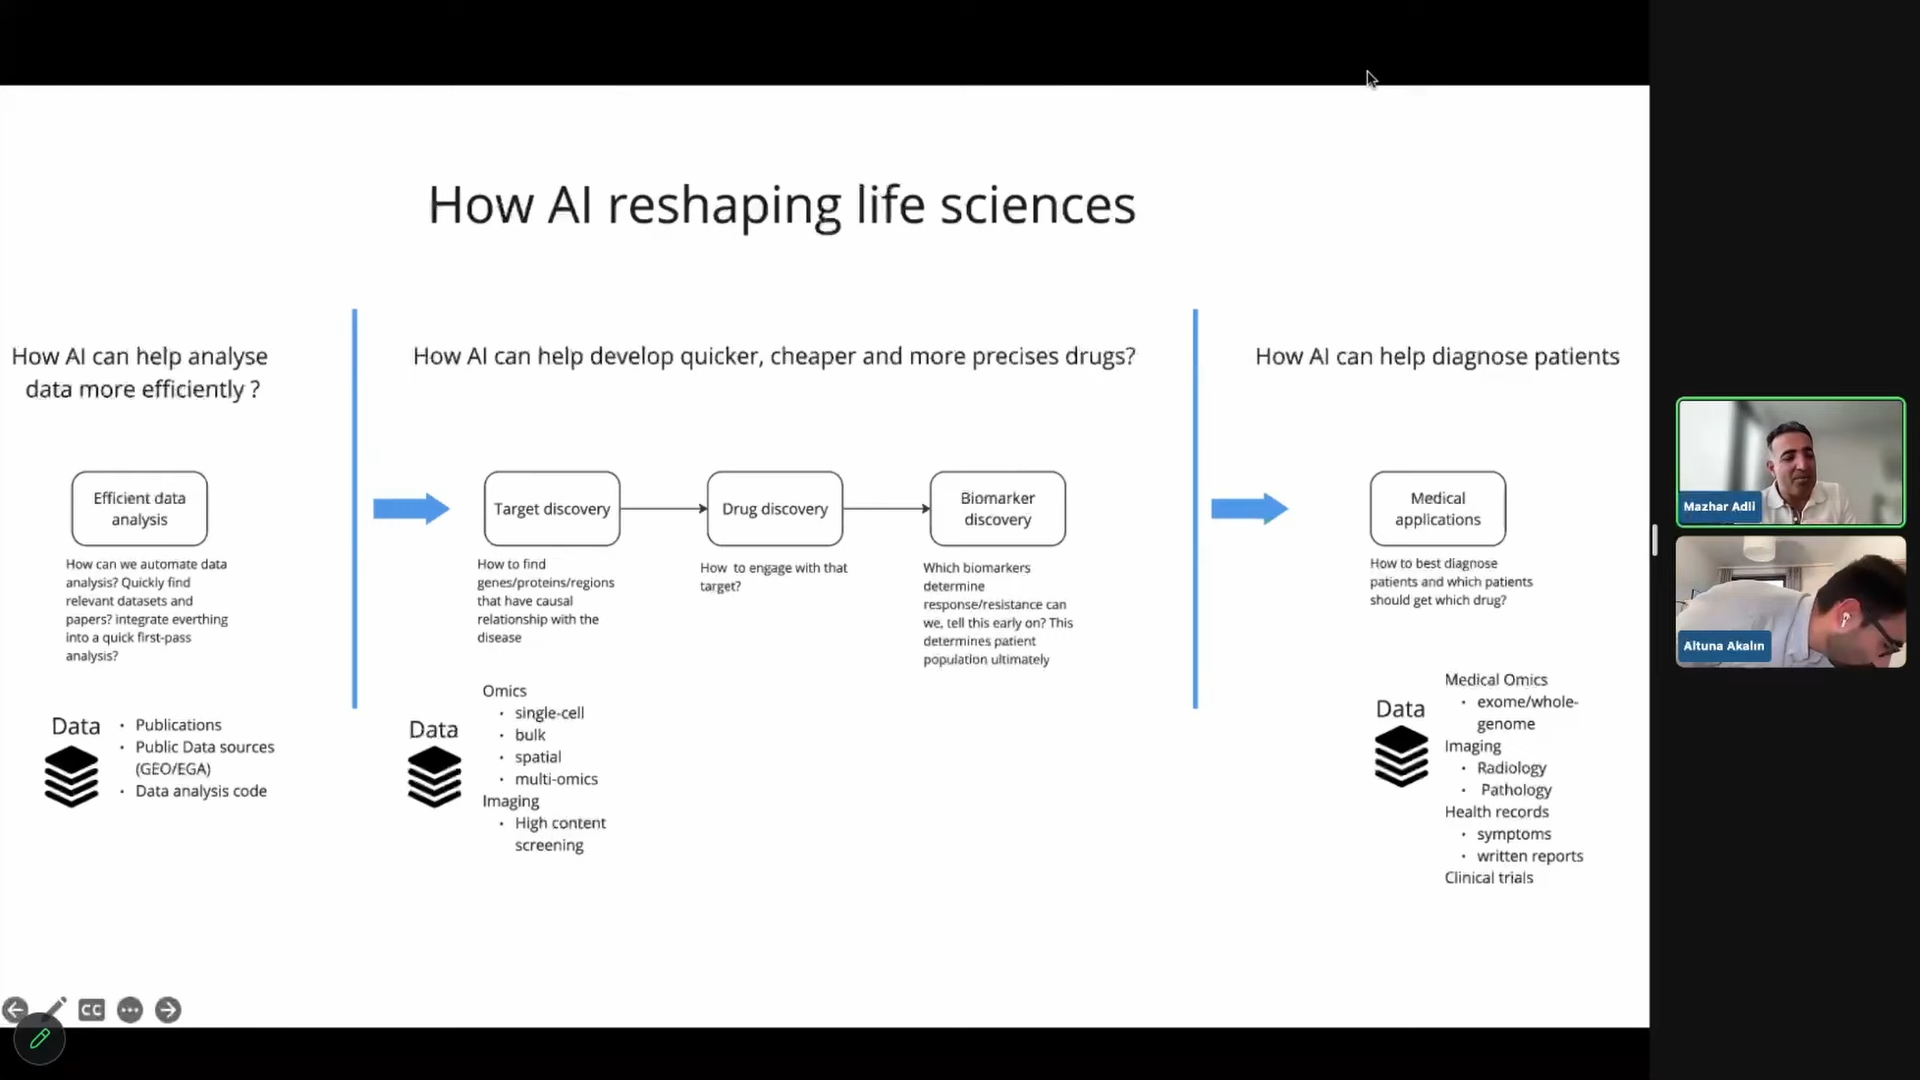 How AI reshaping life sciences
How AI can help analyse
data more efficiently ?
Efficient data
analysis
How can we automate data
analysis? Quickly find
relevant datasets and
papers? integrate everthing
into a quick first-pass
analysis?
Data
• Publications
• Public Data sources
(GEO/EGA)
• Data analysis code
How AI can help develop quicker, cheaper and more precises drugs?
Target discovery
How to find
genes/proteins/regions
that have causal
relationship with the
disease
Drug discovery
How to engage with that
target?
Biomarker
discovery
Which biomarkers
determine
response/resistance can
we, tell this early on? This
determines patient
population ultimately
Data
Omics
• single-cell
• bulk
• spatial
• multi-omics
Imaging
• High content
screening
How AI can help diagnose patients
Medical
applications
How to best diagnose
patients and which patients
should get which drug?
Data
Medical Omics
• exome/whole-
genome
Imaging
• Radiology
• Pathology
Health records
• symptoms
• written reports
Clinical trials
CC
Mazhar Adli
Altuna Akalın